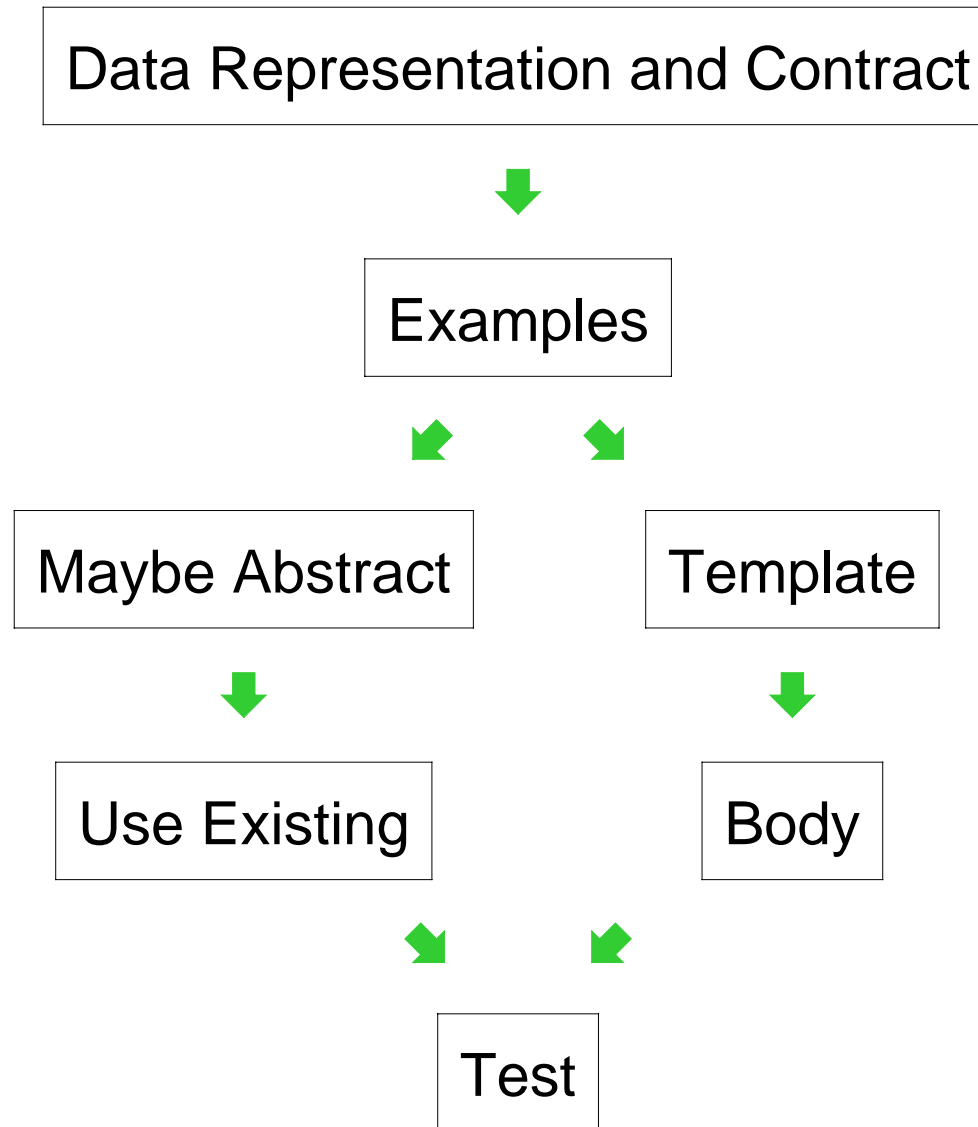 Data Representation and Contract
Examples
Maybe Abstract
Template
Use Existing
Body
Test